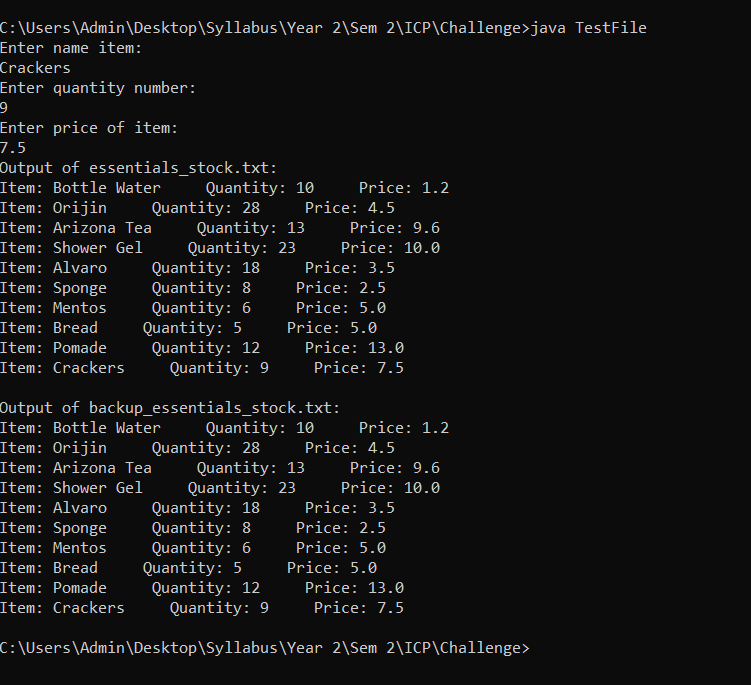 C:\Users\Admin\Desktop\Syllabus\Year 2\Sem 2\ICP\Challenge>java TestFile
Enter name item:
Crackers
Enter quantity number:
9
Enter price of item:
7.5
Output of essentials_stock.txt:
Item: Bottle Water     Quantity: 10     Price: 1.2
Item: Orijin     Quantity: 28     Price: 4.5
Item: Arizona Tea     Quantity: 13     Price: 9.6
Item: Shower Gel     Quantity: 23     Price: 10.0
Item: Alvaro     Quantity: 18     Price: 3.5
Item: Sponge     Quantity: 8     Price: 2.5
Item: Mentos     Quantity: 6     Price: 5.0
Item: Bread     Quantity: 5     Price: 5.0
Item: Pomade     Quantity: 12     Price: 13.0
Item: Crackers     Quantity: 9     Price: 7.5

Output of backup_essentials_stock.txt:
Item: Bottle Water     Quantity: 10     Price: 1.2
Item: Orijin     Quantity: 28     Price: 4.5
Item: Arizona Tea     Quantity: 13     Price: 9.6
Item: Shower Gel     Quantity: 23     Price: 10.0
Item: Alvaro     Quantity: 18     Price: 3.5
Item: Sponge     Quantity: 8     Price: 2.5
Item: Mentos     Quantity: 6     Price: 5.0
Item: Bread     Quantity: 5     Price: 5.0
Item: Pomade     Quantity: 12     Price: 13.0
Item: Crackers     Quantity: 9     Price: 7.5

C:\Users\Admin\Desktop\Syllabus\Year 2\Sem 2\ICP\Challenge>